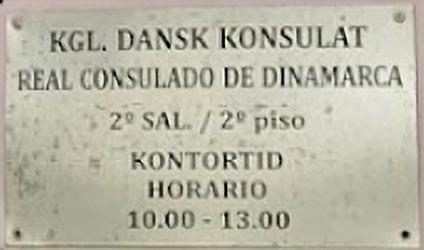 KGL. DANSK KONSULAT
REAL CONSULADO DE DINAMARCA
2º SAL. / 2º piso
KONTORTID
HORARIO
10.00 - 13.00